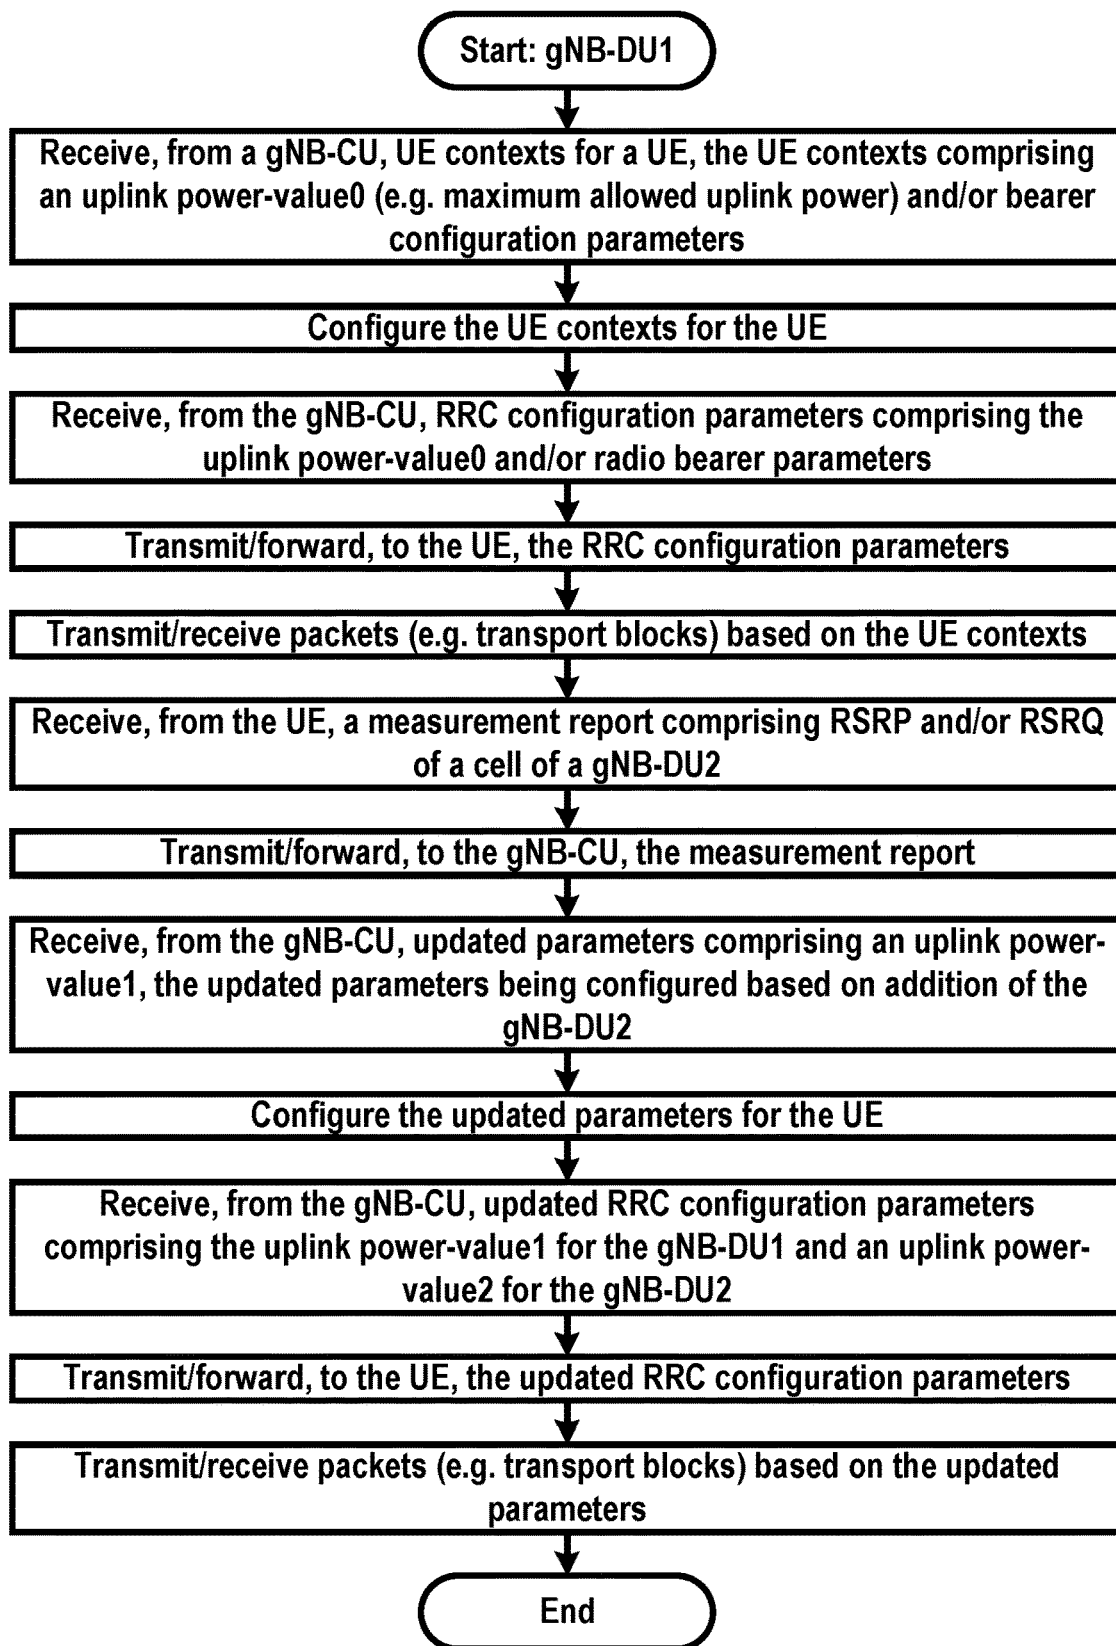 Start: gNB-DU1
Receive, from a gNB-CU, UE contexts for a UE, the UE contexts comprising
an uplink power-value0 (e.g. maximum allowed uplink power) and/or bearer
configuration parameters
Configure the UE contexts for the UE
Receive, from the gNB-CU, RRC configuration parameters comprising the
uplink power-value0 and/or radio bearer parameters
Transmit/forward, to the UE, the RRC configuration parameters
Transmit/receive packets (e.g. transport blocks) based on the UE contexts
Receive, from the UE, a measurement report comprising RSRP and/or RSRQ
of a cell of a gNB-DU2
Transmit/forward, to the gNB-CU, the measurement report
Receive, from the gNB-CU, updated parameters comprising an uplink power-
value1, the updated parameters being configured based on addition of the
gNB-DU2
Configure the updated parameters for the UE
Receive, from the gNB-CU, updated RRC configuration parameters
comprising the uplink power-value1 for the gNB-DU1 and an uplink power-
value2 for the gNB-DU2
Transmit/forward, to the UE, the updated RRC configuration parameters
Transmit/receive packets (e.g. transport blocks) based on the updated
parameters
End